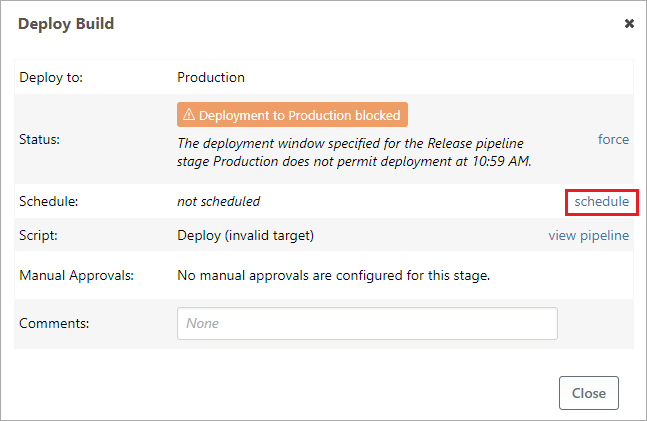 Deploy Build
Deploy to: Production
Status:
Deployment to Production blocked
The deployment window specified for the Release pipeline
stage Production does not permit deployment at 10:59 AM.
force
Schedule: not scheduled schedule
Script: Deploy (invalid target) view pipeline
Manual Approvals: No manual approvals are configured for this stage.
Comments: None
Close